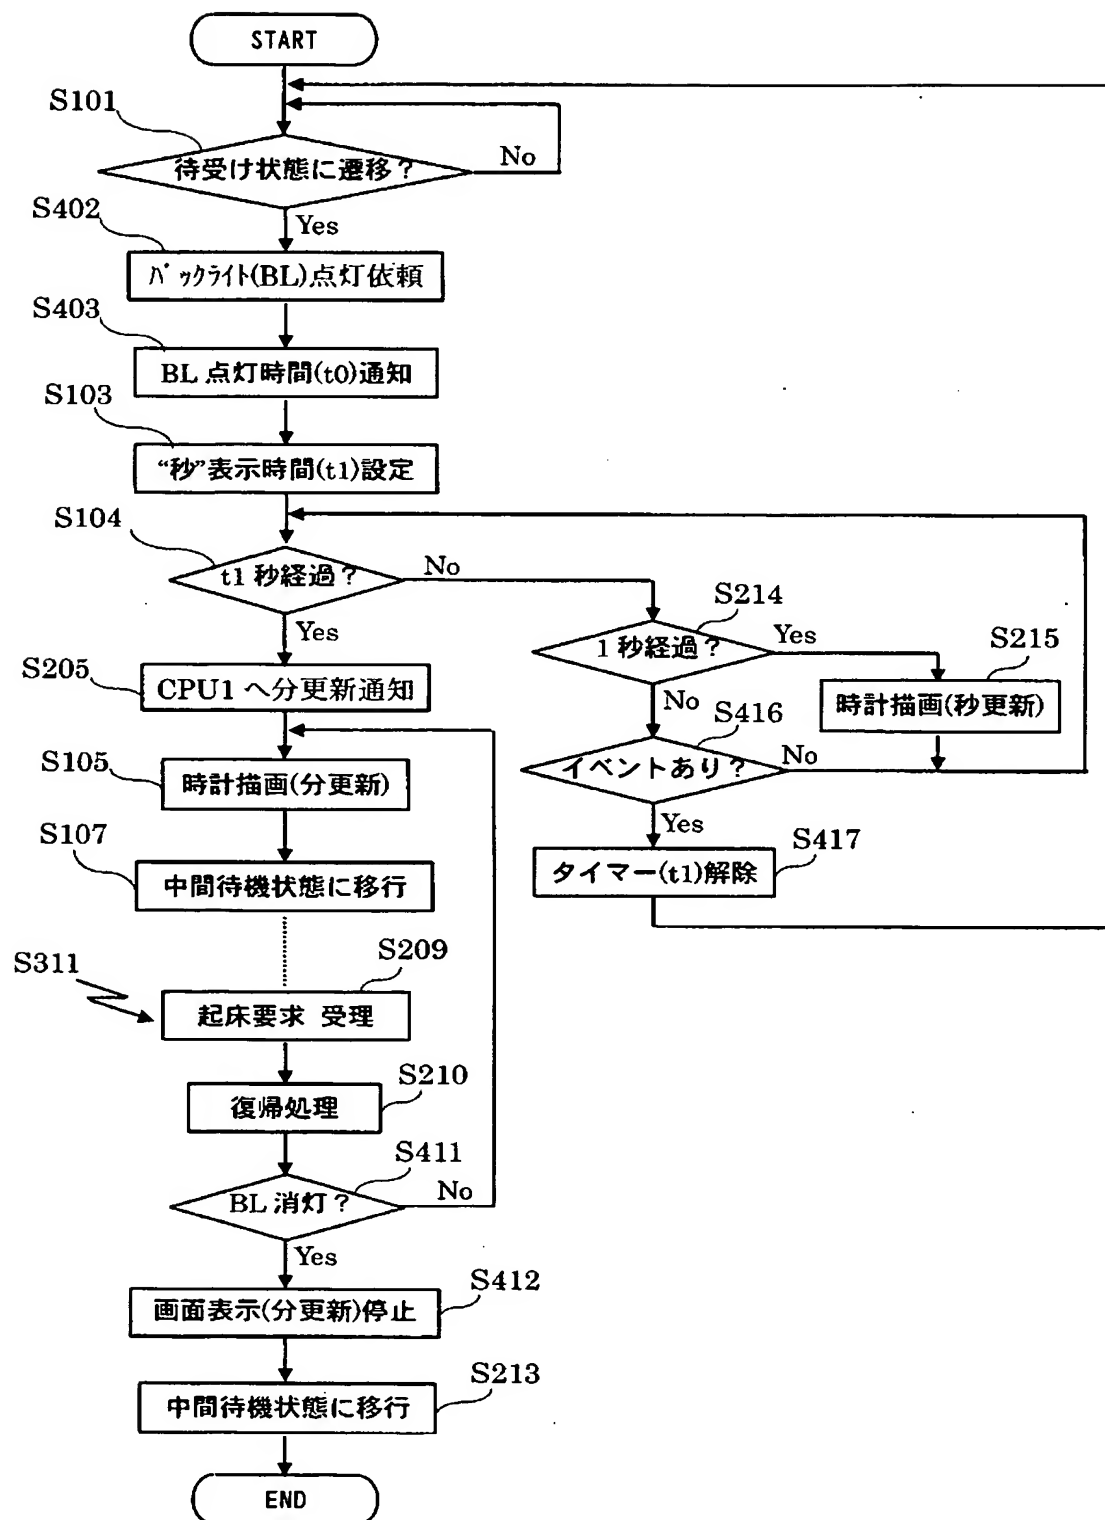 START
S101
待受け状態に遷移？
No
Yes
S402
ﾊﾞｯｸﾗｲﾄ(BL)点灯依頼
S403
BL 点灯時間(t0)通知
S103
“秒”表示時間(t1)設定
S104
t1 秒経過？
No
Yes
S214
1 秒経過？
Yes
No
S215
時計描画(秒更新)
S205
CPU1 へ分更新通知
S416
イベントあり？
No
Yes
S105
時計描画(分更新)
S417
タイマー(t1)解除
S107
中間待機状態に移行
S311
S209
起床要求 受理
S210
復帰処理
S411
BL 消灯？
No
Yes
S412
画面表示(分更新)停止
S213
中間待機状態に移行
END